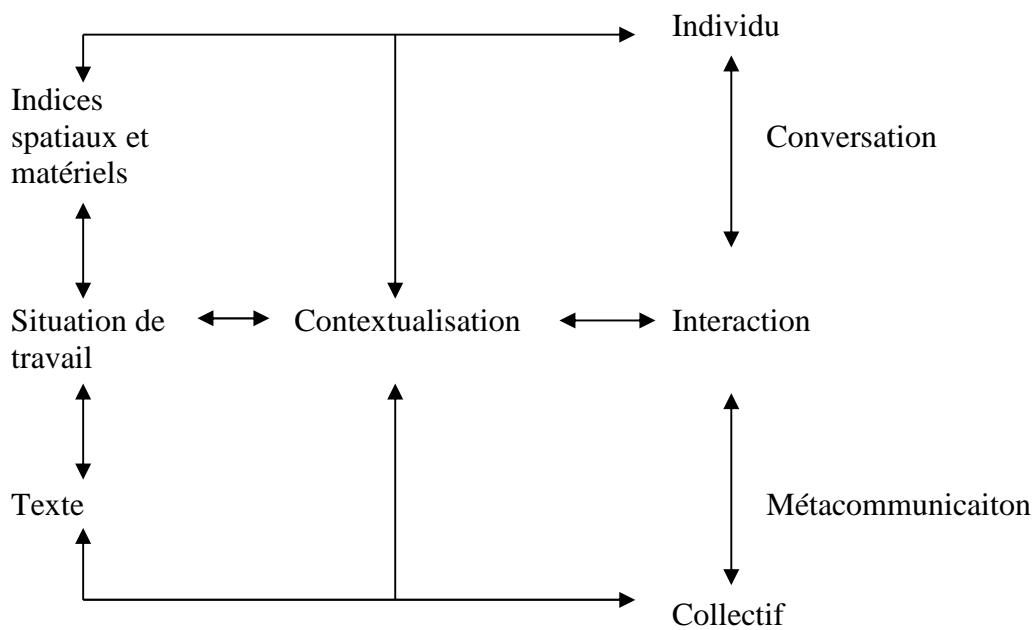 Individu
Indices
spatiaux et
matériels
Conversation
Situation de
travail
Contextualisation
Interaction
Texte
Métacommunicaiton
Collectif